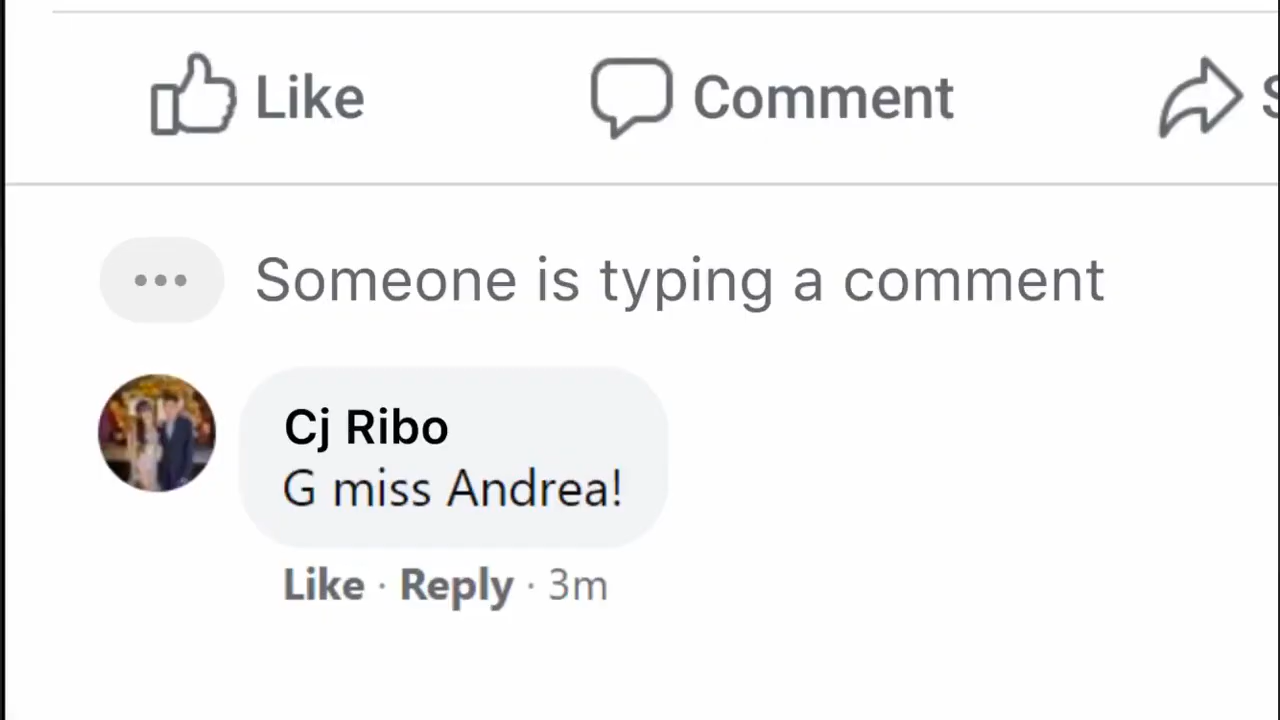 Like Comment
Someone is typing a comment
Cj Ribo
G miss Andrea!
Like · Reply · 3m